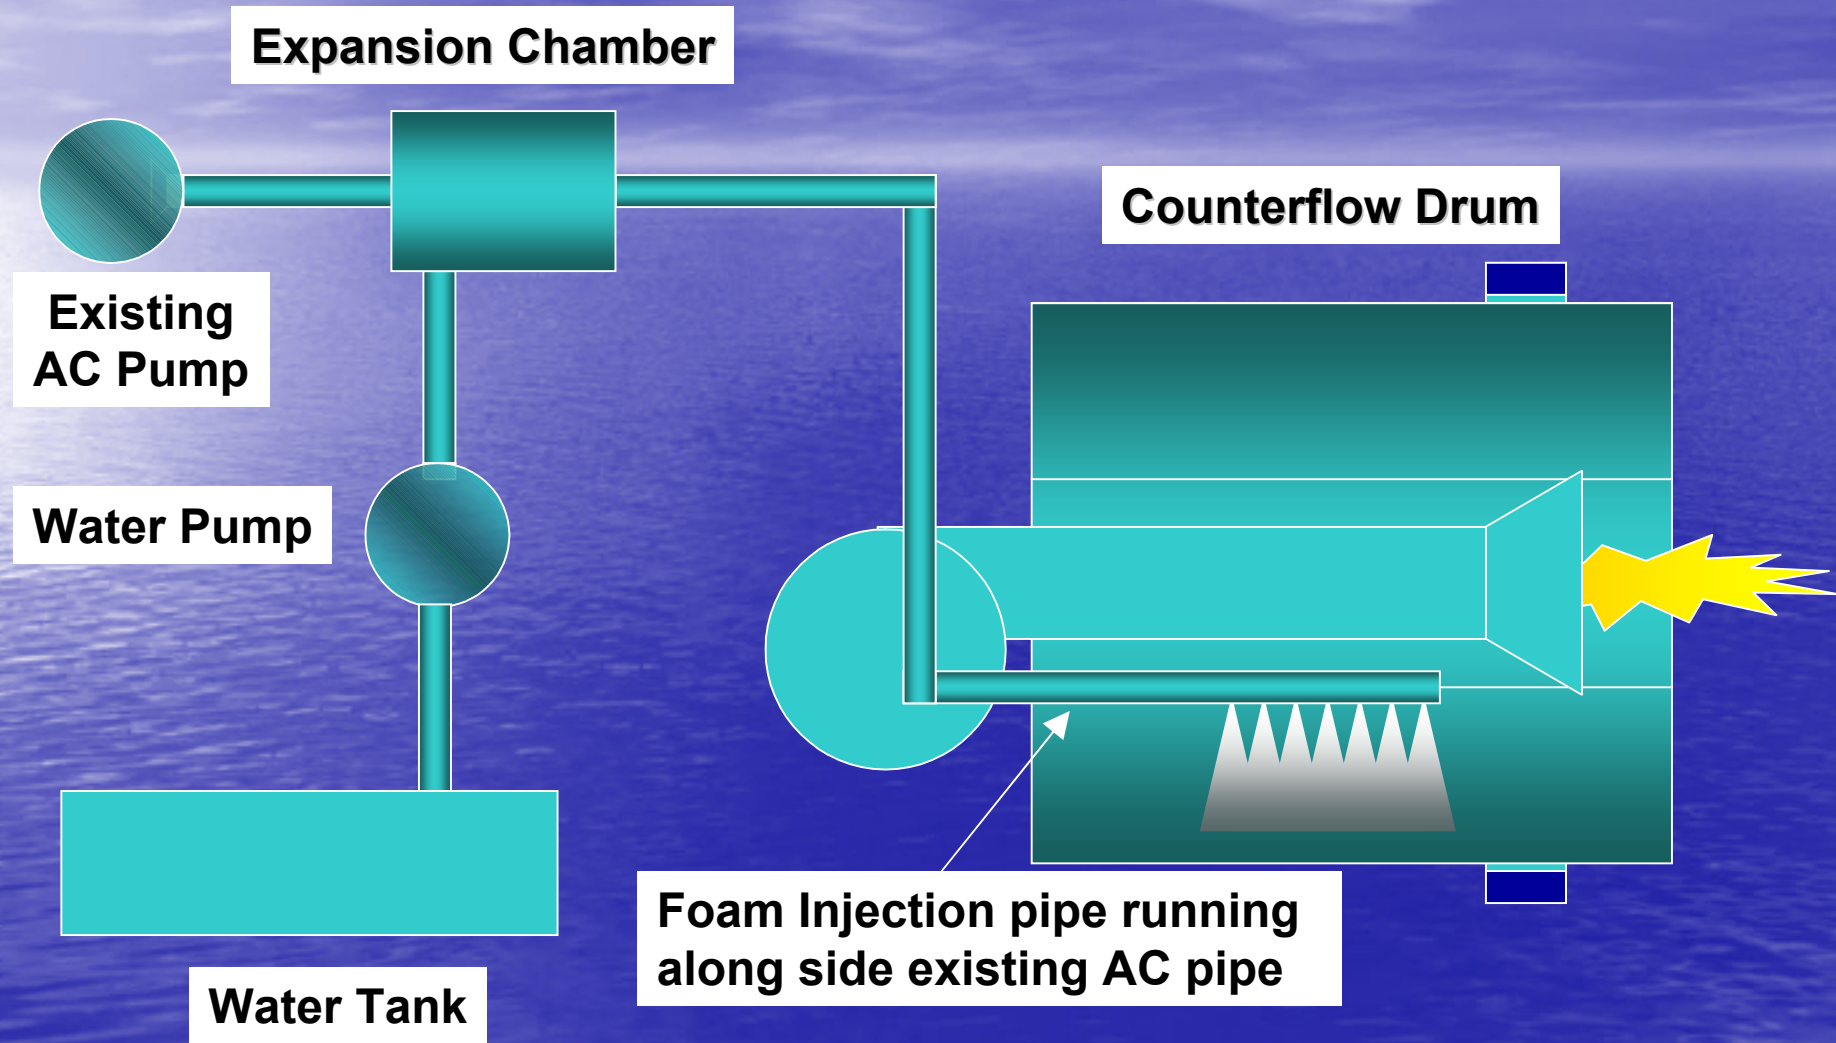 Expansion Chamber
Counterflow Drum
Existing
AC Pump
Water Pump
Foam Injection pipe running
along side existing AC pipe
Water Tank